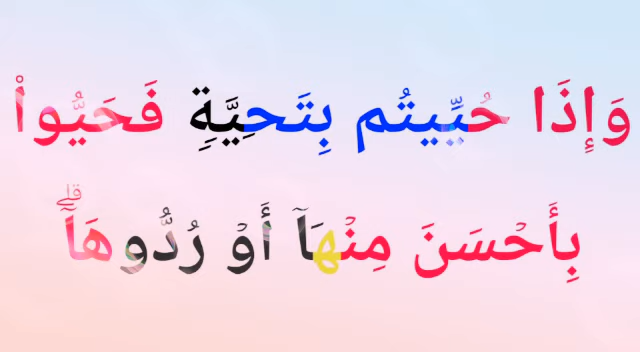 وَإِذَا حُيِّيتُم بِتَحِيَّةٍ فَحَيُّوا۟
بِأَحْسَنَ مِنْهَآ أَوْ رُدُّوهَآ ۗ